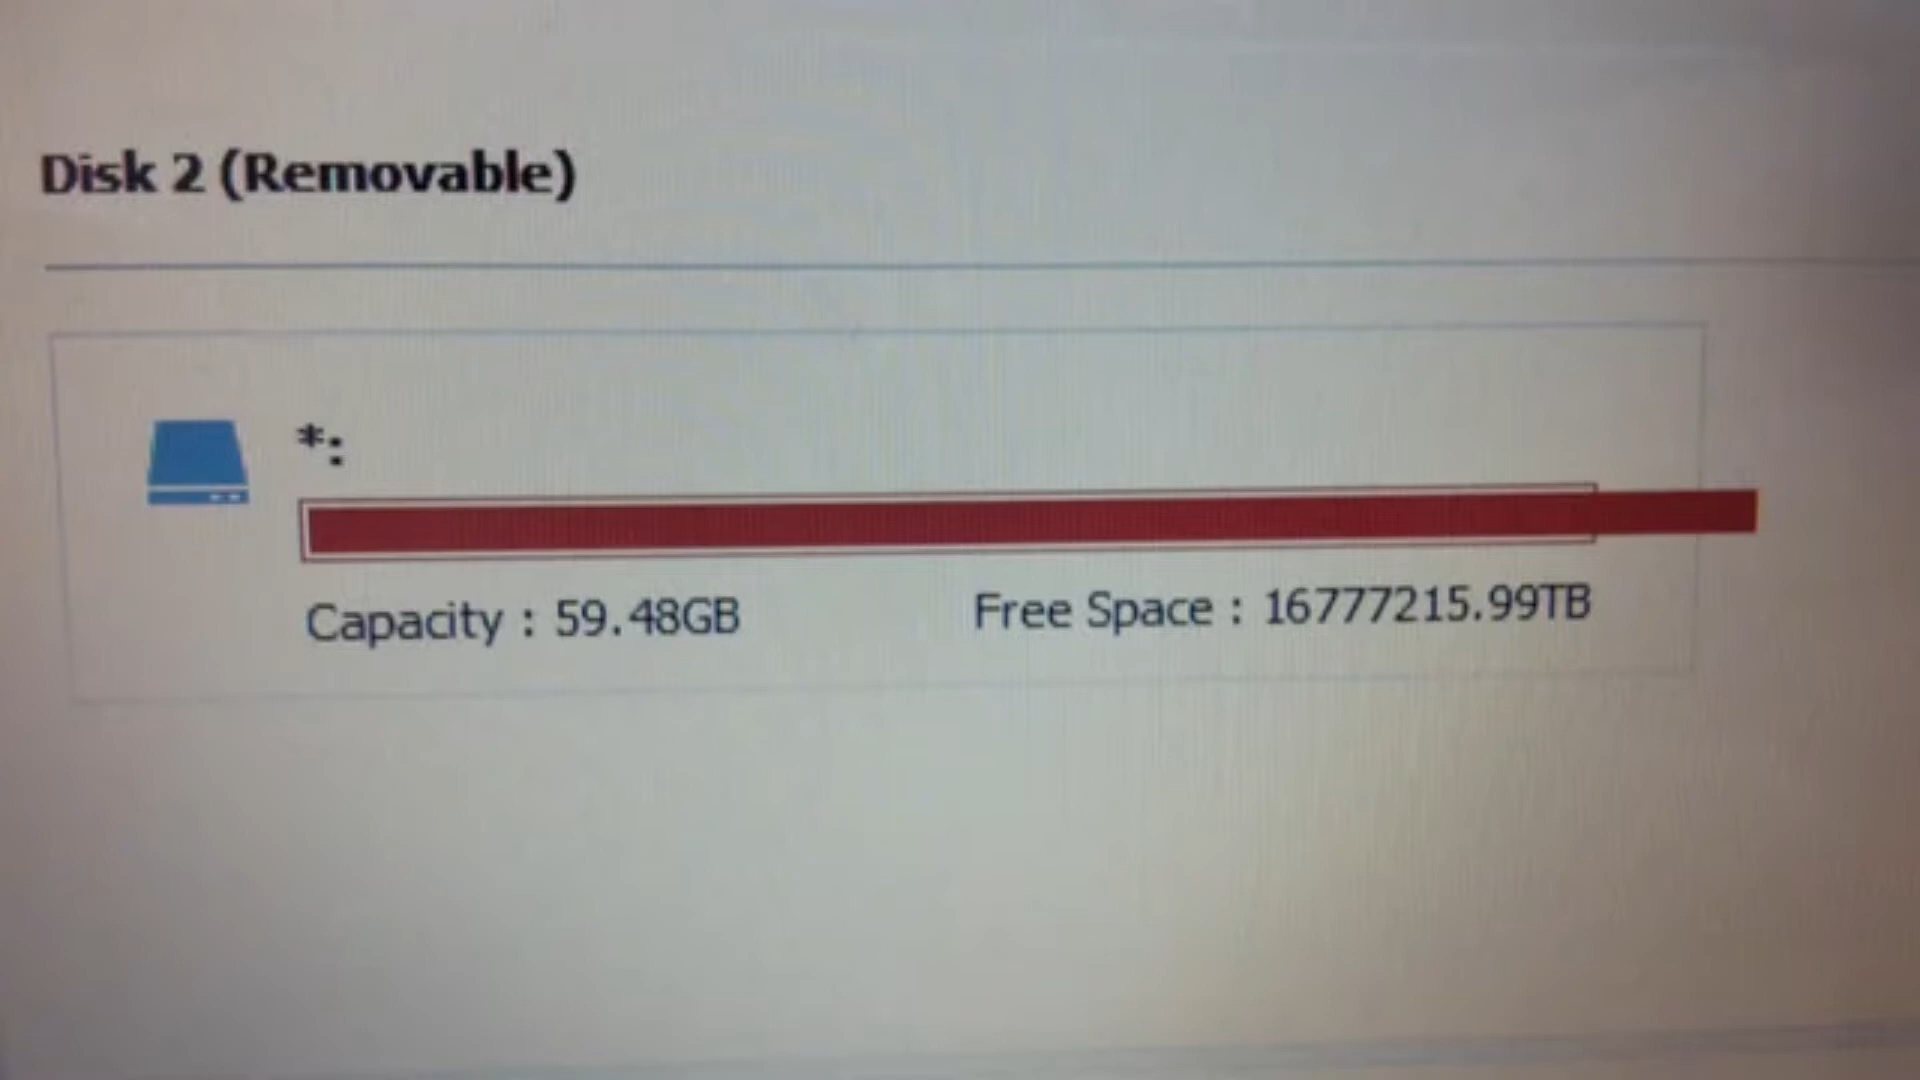 Disk 2 (Removable)
*:
Capacity : 59.48GB Free Space : 16777215.99TB